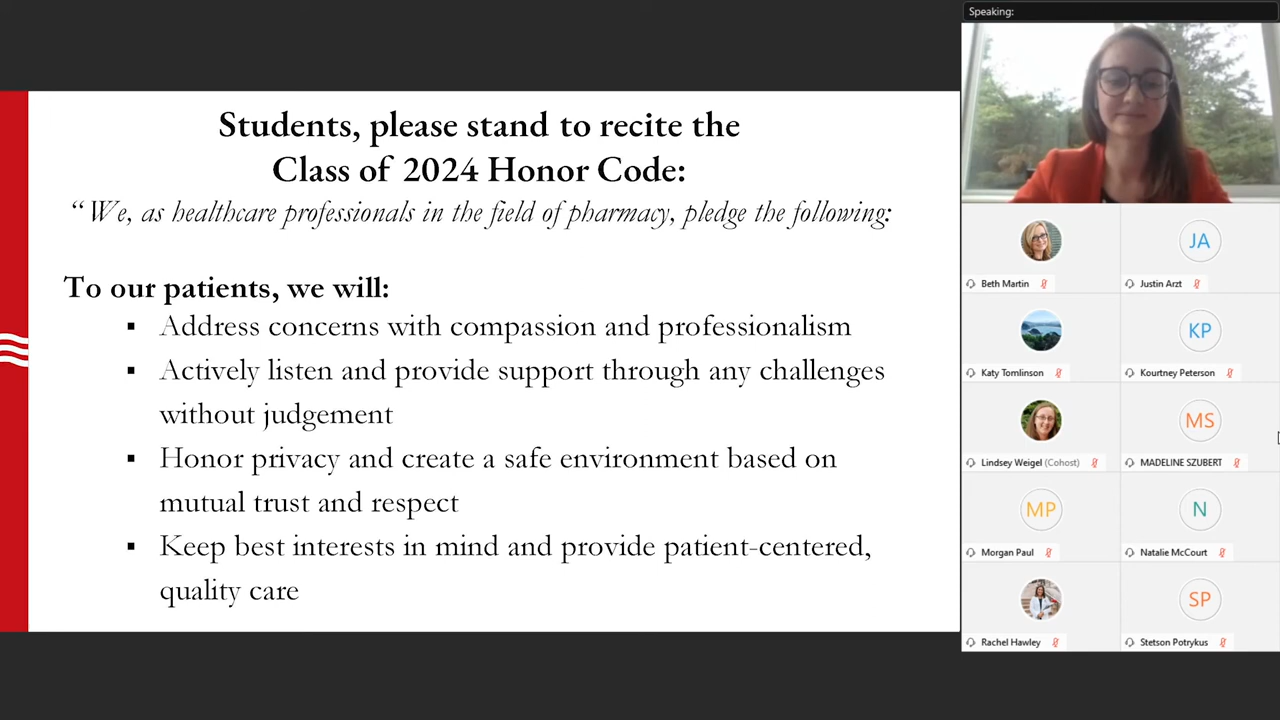 Students, please stand to recite the
Class of 2024 Honor Code:
“ We, as healthcare professionals in the field of pharmacy, pledge the following:
To our patients, we will:
▪ Address concerns with compassion and professionalism
▪ Actively listen and provide support through any challenges
without judgement
▪ Honor privacy and create a safe environment based on
mutual trust and respect
▪ Keep best interests in mind and provide patient-centered,
quality care
Speaking:
Beth Martin
JA
Justin Arzt
Katy Tomlinson
KP
Kourtney Peterson
Lindsey Weigel (Cohost)
MS
MADELINE SZUBERT
MP
Morgan Paul
N
Natalie McCourt
Rachel Hawley
SP
Stetson Potrykus